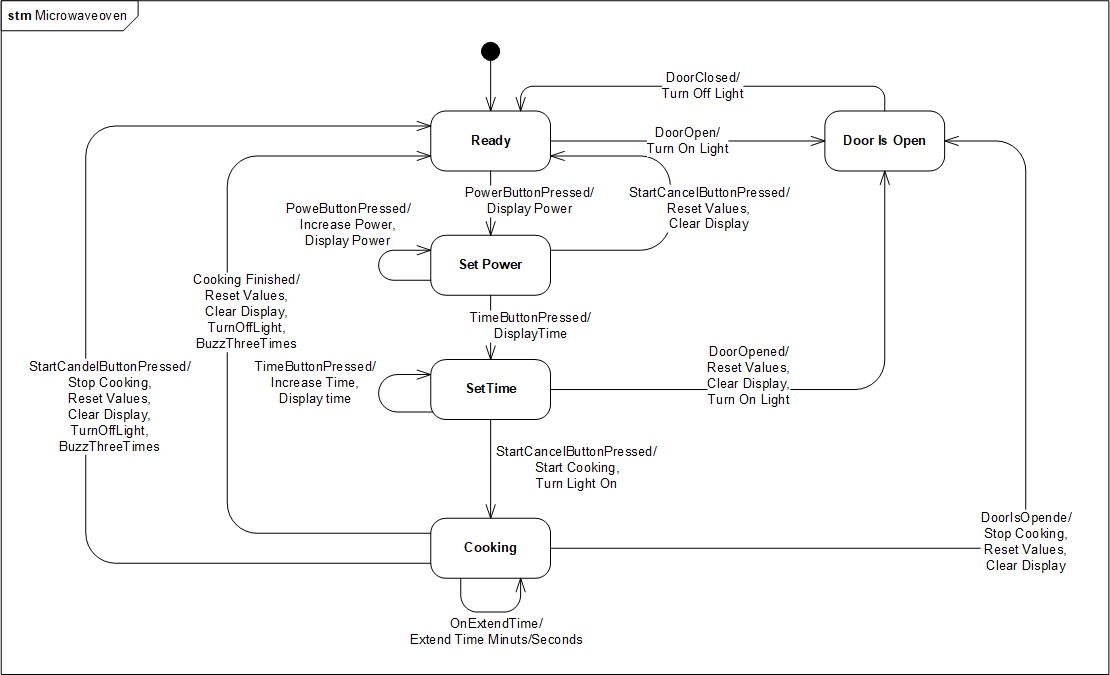 stm Microwaveoven
DoorClosed/
Turn Off Light
Ready
DoorOpen/
Turn On Light
Door Is Open
PowerButtonPressed/
Display Power
StartCancelButtonPressed/
Reset Values,
Clear Display
PoweButtonPressed/
Increase Power,
Display Power
Set Power
Cooking Finished/
Reset Values,
Clear Display,
TurnOffLight,
BuzzThreeTimes
TimeButtonPressed/
DisplayTime
StartCandelButtonPressed/
Stop Cooking,
Reset Values,
Clear Display,
TurnOffLight,
BuzzThreeTimes
TimeButtonPressed/
Increase Time,
Display time
SetTime
DoorOpened/
Reset Values,
Clear Display,
Turn On Light
StartCancelButtonPressed/
Start Cooking,
Turn Light On
Cooking
DoorIsOpende/
Stop Cooking,
Reset Values,
Clear Display
OnExtendTime/
Extend Time Minuts/Seconds